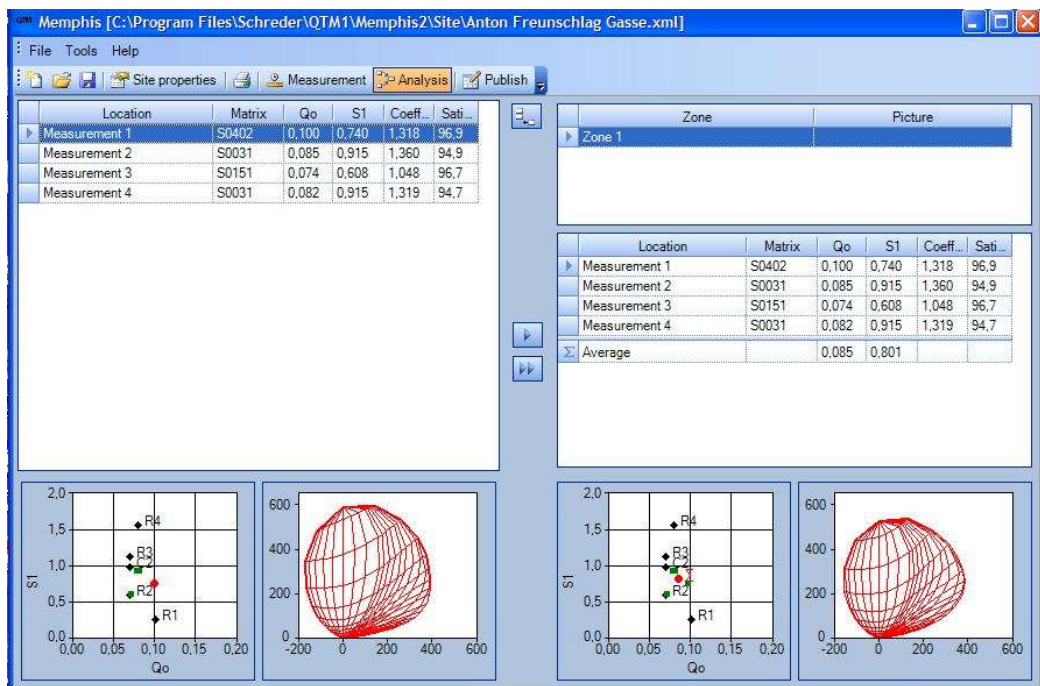 QTM Memphis [C:\Program Files\Schreder\QTM1\Memphis2\Site\Anton Freunschlag Gasse.xml]
File Tools Help
Site properties Measurement Analysis Publish
Location Matrix Qo S1 Coeff... Sati...
Measurement 1 S0402 0,100 0,740 1,318 96,9
Measurement 2 S0031 0,085 0,915 1,360 94,9
Measurement 3 S0151 0,074 0,608 1,048 96,7
Measurement 4 S0031 0,082 0,915 1,319 94,7
Zone Picture
Zone 1
Location Matrix Qo S1 Coeff... Sati...
Measurement 1 S0402 0,100 0,740 1,318 96,9
Measurement 2 S0031 0,085 0,915 1,360 94,9
Measurement 3 S0151 0,074 0,608 1,048 96,7
Measurement 4 S0031 0,082 0,915 1,319 94,7
Σ Average 0,085 0,801
2,0
1,5
1,0
0,5
0,0
S1
R4
R3
C2
R2
R1
0,00 0,05 0,10 0,15 0,20
Qo
600
400
200
0
-200 0 200 400 600
2,0
1,5
1,0
0,5
0,0
S1
R4
R3
C2
R2
R1
0,00 0,05 0,10 0,15 0,20
Qo
600
400
200
0
-200 0 200 400 600